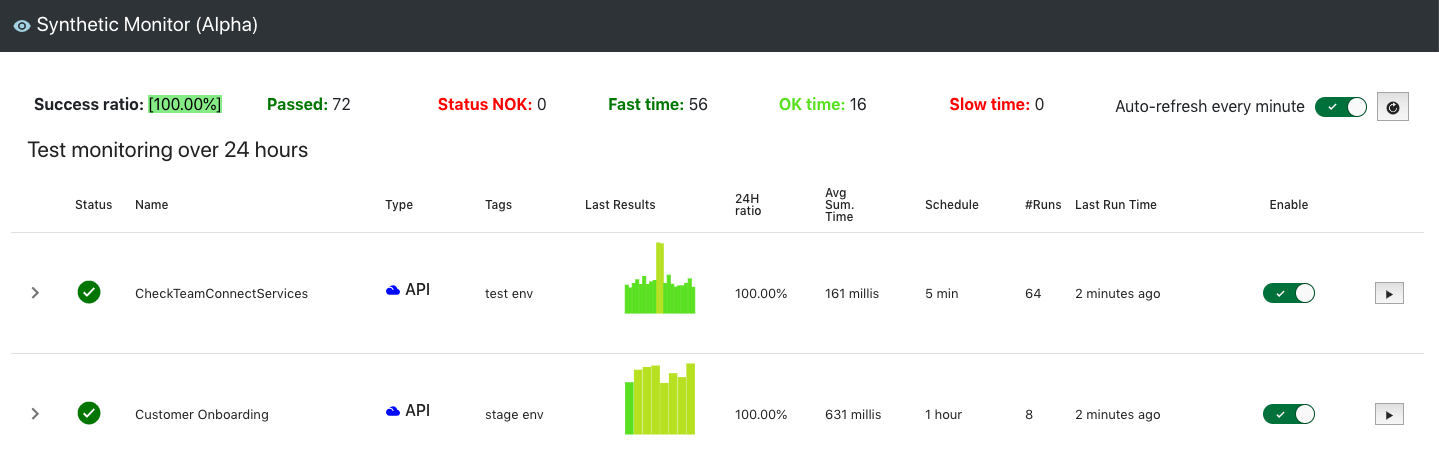 Synthetic Monitor (Alpha)
Success ratio: [100.00%] Passed: 72 Status NOK: 0 Fast time: 56 OK time: 16 Slow time: 0 Auto-refresh every minute
Test monitoring over 24 hours
Status Name Type Tags Last Results 24H ratio Avg Sum. Time Schedule #Runs Last Run Time Enable
CheckTeamConnectServices API test env 100.00% 161 millis 5 min 64 2 minutes ago
Customer Onboarding API stage env 100.00% 631 millis 1 hour 8 2 minutes ago